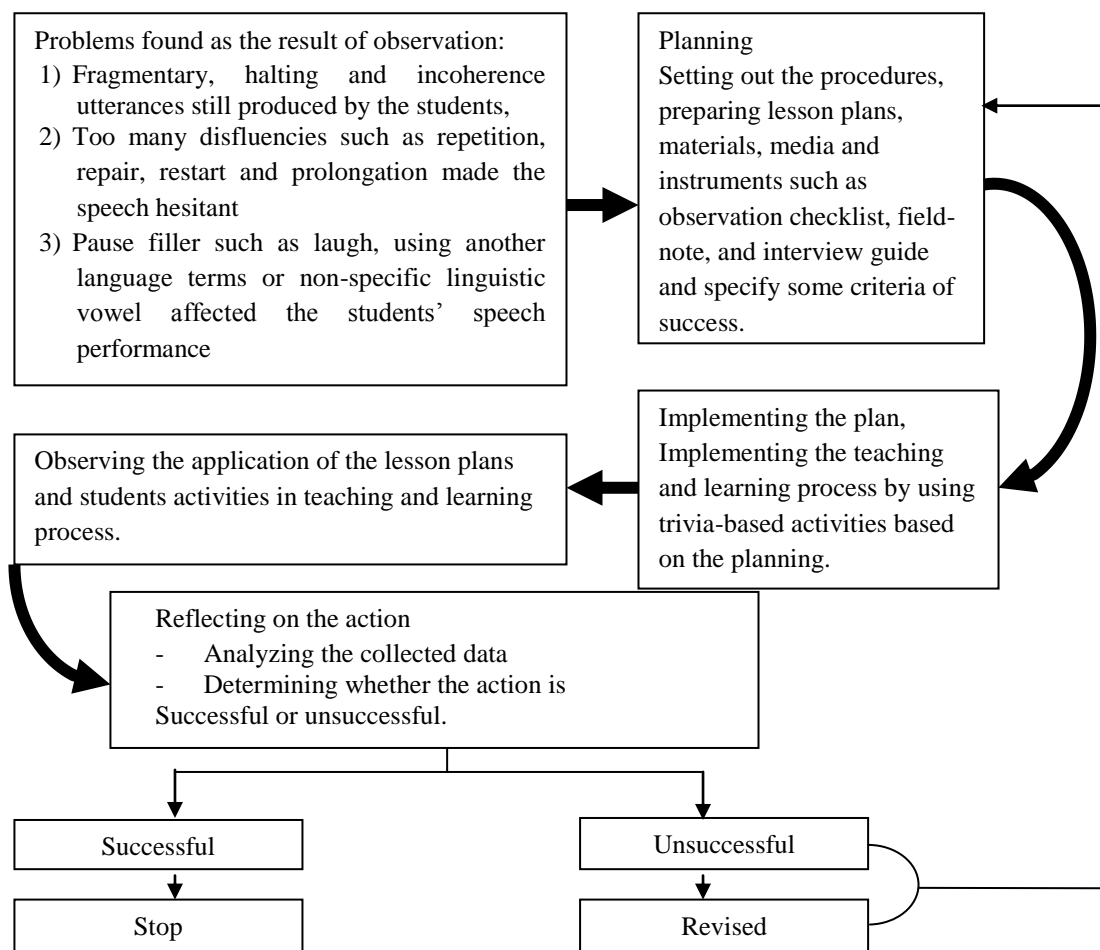 Problems found as the result of observation:
1) Fragmentary, halting and incoherence
utterances still produced by the students,
2) Too many disfluencies such as repetition,
repair, restart and prolongation made the
speech hesitant
3) Pause filler such as laugh, using another
language terms or non-specific linguistic
vowel affected the students’ speech
performance
Planning
Setting out the procedures,
preparing lesson plans,
materials, media and
instruments such as
observation checklist, field-
note, and interview guide
and specify some criteria of
success.
Implementing the plan,
Implementing the teaching
and learning process by using
trivia-based activities based
on the planning.
Observing the application of the lesson plans
and students activities in teaching and learning
process.
Reflecting on the action
- Analyzing the collected data
- Determining whether the action is
Successful or unsuccessful.
Successful
Unsuccessful
Stop
Revised